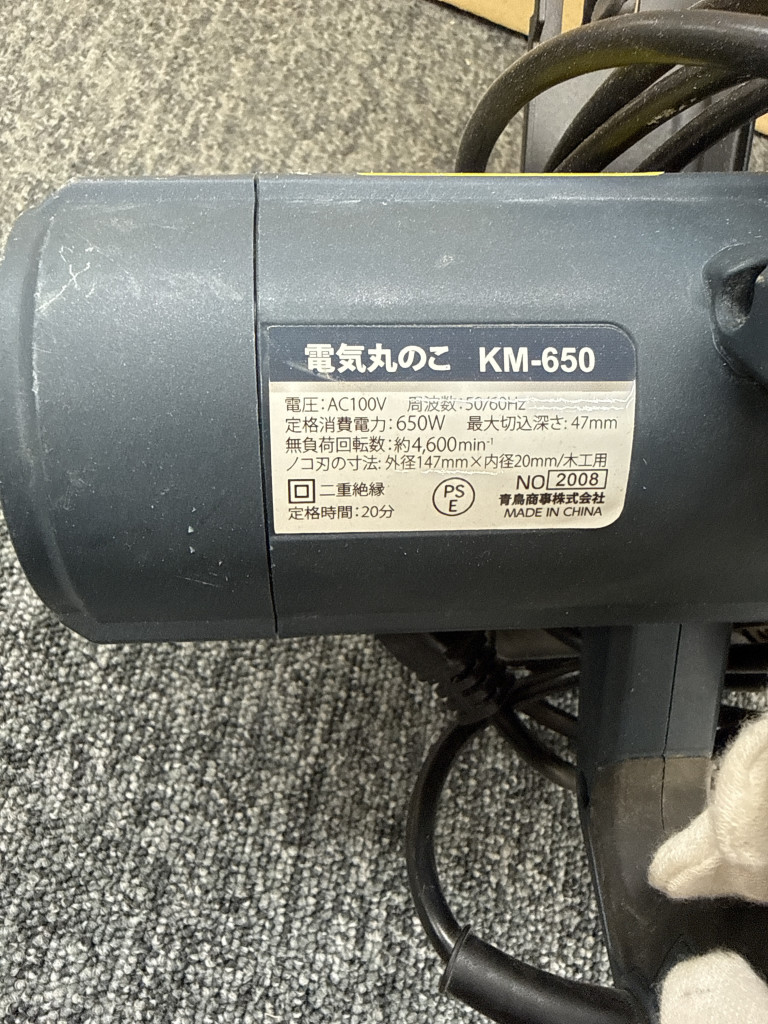 電気丸のこ KM-650
電圧:AC100V 周波数:50/60Hz
定格消費電力:650W 最大切込深さ:47mm
無負荷回転数:約4,600min⁻¹
ノコ刃の寸法:外径147mm×内径20mm/木工用
二重絶縁
定格時間:20分
PS
E
NO 2008
青鳥商事株式会社
MADE IN CHINA